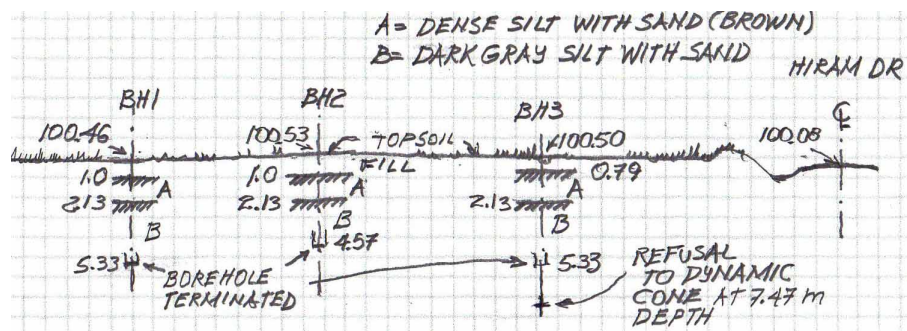 A= DENSE SILT WITH SAND (BROWN)
B= DARK GRAY SILT WITH SAND
HIRAM DR
BH1
BH2
BH3
℄
100.46
100.53
TOPSOIL
100.50
100.08
FILL
1.0
A
1.0
A
0.79
A
2.13
2.13
2.13
B
B
B
5.33
4.57
5.33
BOREHOLE
TERMINATED
REFUSAL
TO DYNAMIC
CONE AT 7.47 m
DEPTH